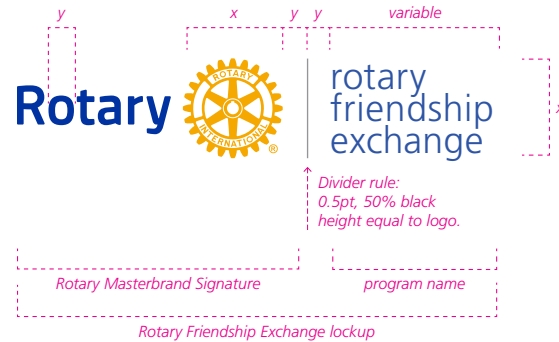 y x y y variable
Rotary
ROTARY
INTERNATIONAL
®
rotary
friendship
exchange
x
Divider rule:
0.5pt, 50% black
height equal to logo.
Rotary Masterbrand Signature
program name
Rotary Friendship Exchange lockup